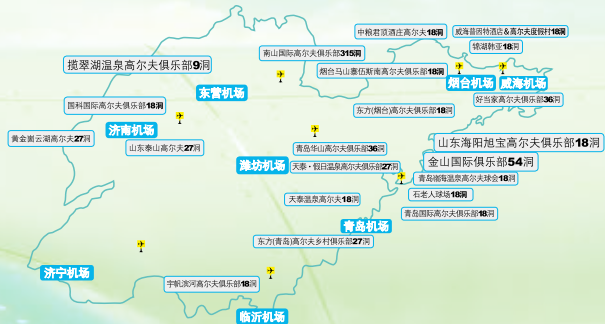 中粮君顶酒庄高尔夫18洞
威海普因特酒店&高尔夫度假村18洞
锦湖韩亚18洞
南山国际高尔夫俱乐部315洞
揽翠湖温泉高尔夫俱乐部9洞
烟台马山寨伍斯南高尔夫俱乐部18洞
烟台机场
威海机场
东营机场
好当家高尔夫俱乐部36洞
国科国际高尔夫俱乐部18洞
东方(烟台)高尔夫俱乐部18洞
济南机场
黄金崮云湖高尔夫27洞
山东泰山高尔夫27洞
青岛华山高尔夫俱乐部36洞
山东海阳旭宝高尔夫俱乐部18洞
金山国际俱乐部54洞
潍坊机场
天泰·假日温泉高尔夫俱乐部27洞
青岛崂海温泉高尔夫球会18洞
石老人球场18洞
天泰温泉高尔夫18洞
青岛国际高尔夫俱乐部18洞
青岛机场
东方(青岛)高尔夫乡村俱乐部27洞
济宁机场
宇帆滨河高尔夫俱乐部18洞
临沂机场